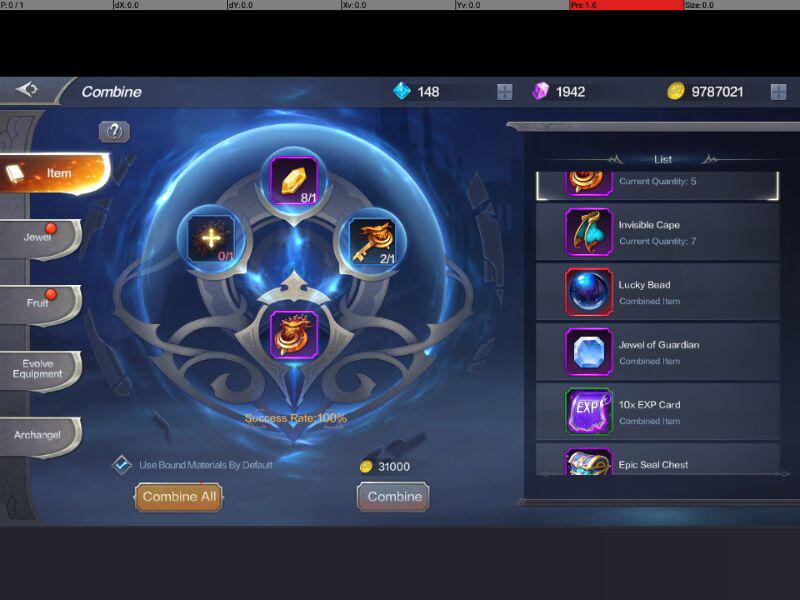 P: 0 / 1
dX: 0.0
dY: 0.0
Xv: 0.0
Yv: 0.0
Prs: 1.0
Size: 0.0
Combine
148
1942
9787021
Item
Jewel
Fruit
Evolve
Equipment
Archangel
8/1
0/1
2/1
Success Rate:100%
Use Bound Materials By Default
31000
Combine All
Combine
List
Current Quantity: 5
Invisible Cape
Current Quantity: 7
Lucky Bead
Combined Item
Jewel of Guardian
Combined Item
EXP
10x EXP Card
Combined Item
Epic Seal Chest